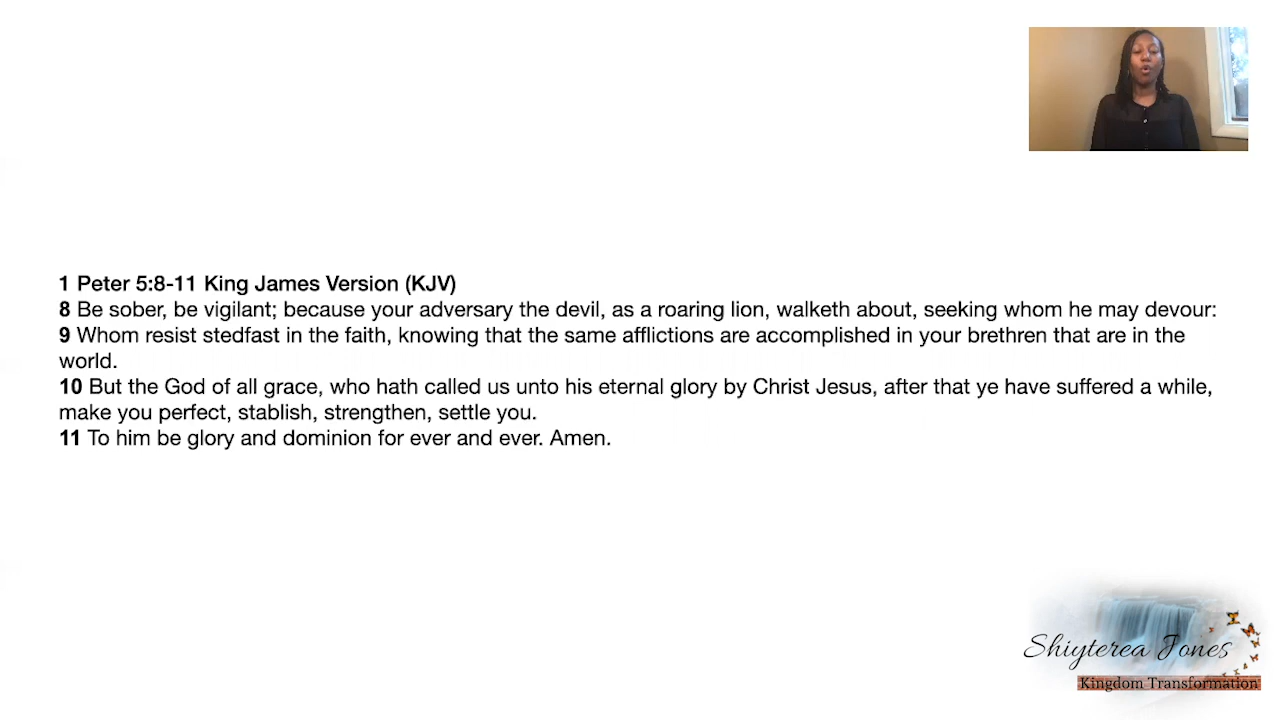 1 Peter 5:8-11 King James Version (KJV)
8 Be sober, be vigilant; because your adversary the devil, as a roaring lion, walketh about, seeking whom he may devour:
9 Whom resist stedfast in the faith, knowing that the same afflictions are accomplished in your brethren that are in the
world.
10 But the God of all grace, who hath called us unto his eternal glory by Christ Jesus, after that ye have suffered a while,
make you perfect, stablish, strengthen, settle you.
11 To him be glory and dominion for ever and ever. Amen.
Shiyterea Jones
Kingdom Transformation